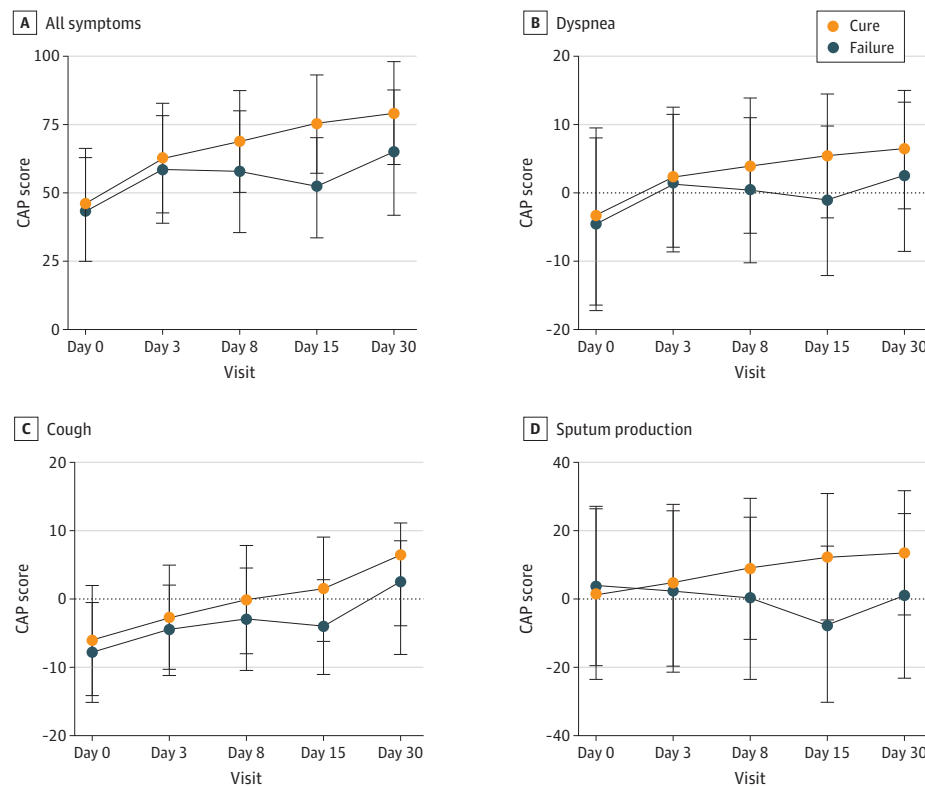 A All symptoms
CAP score
100
75
50
25
0
Day 0 Day 3 Day 8 Day 15 Day 30
Visit
B Dyspnea
Cure
Failure
CAP score
20
10
0
-10
-20
Day 0 Day 3 Day 8 Day 15 Day 30
Visit
C Cough
CAP score
20
10
0
-10
-20
Day 0 Day 3 Day 8 Day 15 Day 30
Visit
D Sputum production
CAP score
40
20
0
-20
-40
Day 0 Day 3 Day 8 Day 15 Day 30
Visit